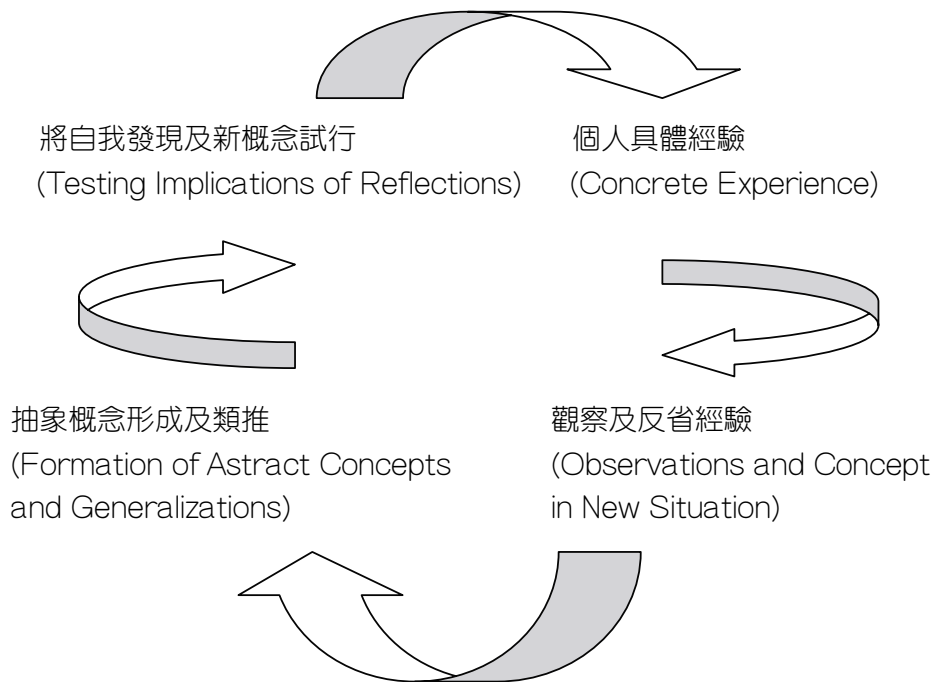 將自我發現及新概念試行
(Testing Implications of Reflections)
個人具體經驗
(Concrete Experience)
抽象概念形成及類推
(Formation of Astract Concepts
and Generalizations)
觀察及反省經驗
(Observations and Concept
in New Situation)